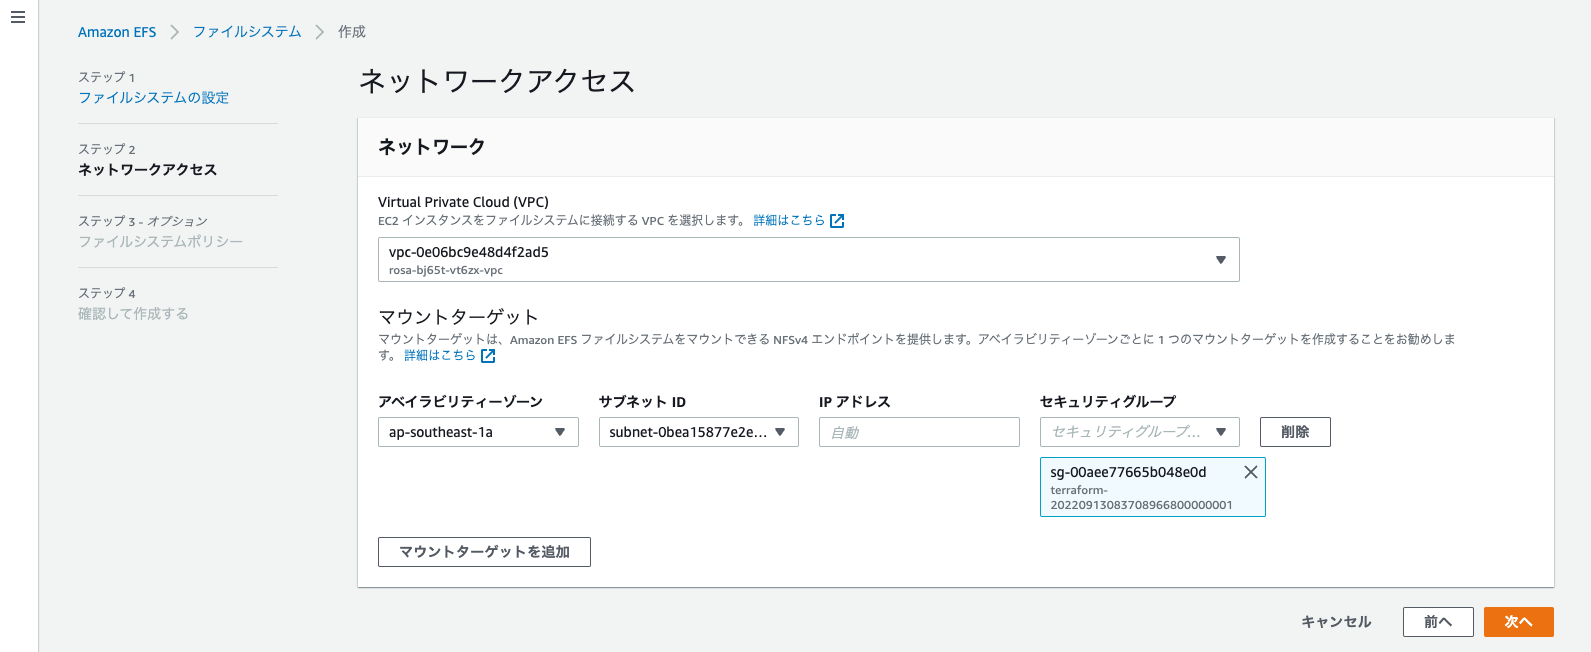 Amazon EFS > ファイルシステム > 作成
ステップ 1
ファイルシステムの設定
ステップ 2
ネットワークアクセス
ステップ 3 - オプション
ファイルシステムポリシー
ステップ 4
確認して作成する
ネットワークアクセス
ネットワーク
Virtual Private Cloud (VPC)
EC2 インスタンスをファイルシステムに接続する VPC を選択します。 詳細はこちら
vpc-0e06bc9e48d4f2ad5
rosa-bj65t-vt6zx-vpc
マウントターゲット
マウントターゲットは、Amazon EFS ファイルシステムをマウントできる NFSv4 エンドポイントを提供します。アベイラビリティーゾーンごとに 1 つのマウントターゲットを作成することをお勧めしま
す。 詳細はこちら
アベイラビリティーゾーン サブネット ID IP アドレス セキュリティグループ
ap-southeast-1a subnet-0bea15877e2e... 自動 セキュリティグループ... 削除
sg-00aee77665b048e0d
terraform-
20220913083708966800000001
マウントターゲットを追加
キャンセル 前へ 次へ